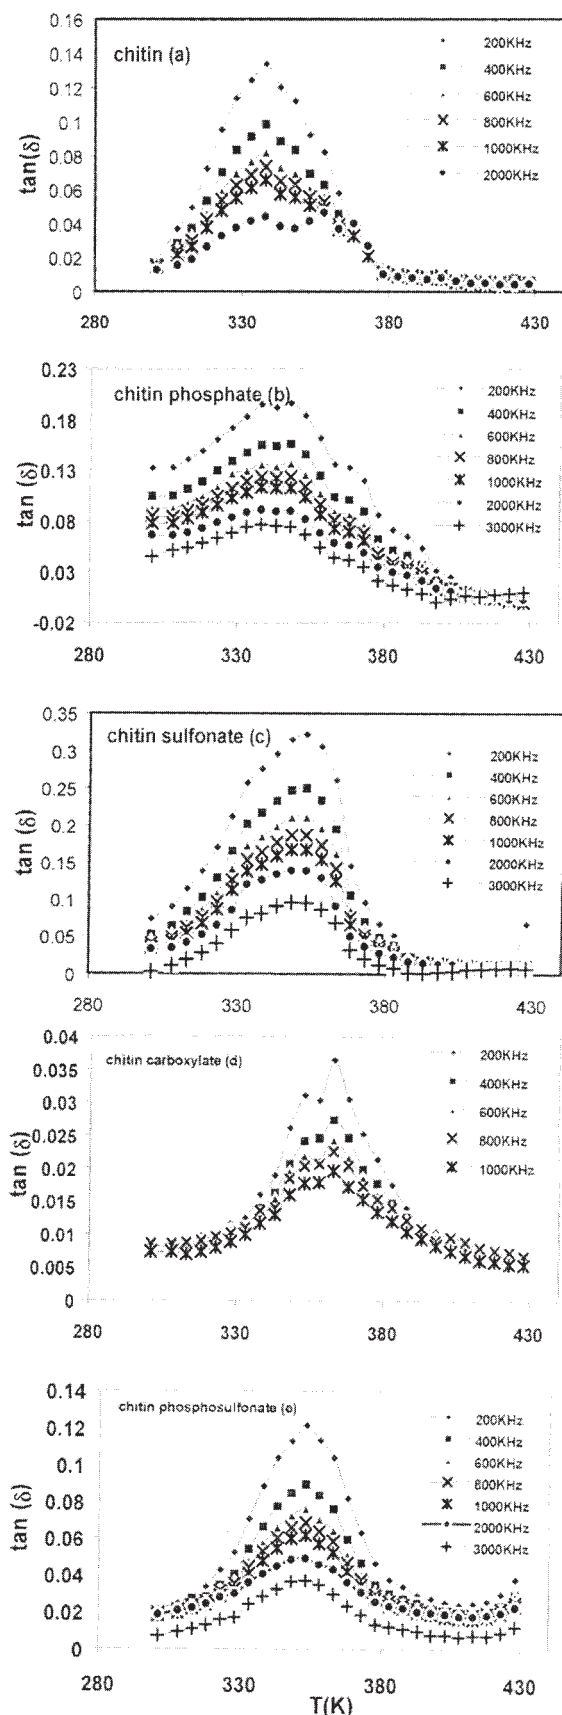 chitin (a)
200KHz
400KHz
600KHz
800KHz
1000KHz
2000KHz
tan(δ)
0.16
0.14
0.12
0.1
0.08
0.06
0.04
0.02
0
280
330
380
430
chitin phosphate (b)
200KHz
400KHz
600KHz
800KHz
1000KHz
2000KHz
3000KHz
tan (δ)
0.23
0.18
0.13
0.08
0.03
-0.02
280
330
380
430
chitin sulfonate (c)
200KHz
400KHz
600KHz
800KHz
1000KHz
2000KHz
3000KHz
tan (δ)
0.35
0.3
0.25
0.2
0.15
0.1
0.05
0
280
330
380
430
chitin carboxylate (d)
200KHz
400KHz
600KHz
800KHz
1000KHz
tan (δ)
0.04
0.035
0.03
0.025
0.02
0.015
0.01
0.005
0
280
330
380
430
chitin phosphosulfonate (e)
200KHz
400KHz
600KHz
800KHz
1000KHz
2000KHz
3000KHz
tan (δ)
0.14
0.12
0.1
0.08
0.06
0.04
0.02
0
280
330
380
430
T(K)